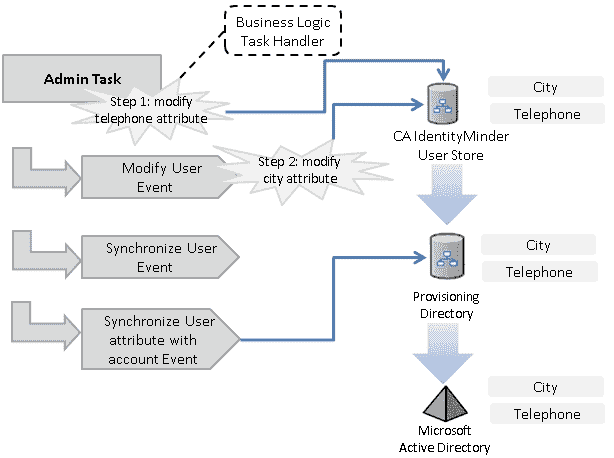 Business Logic
Task Handler
Admin Task
Step 1: modify
telephone attribute
City
Telephone
CA IdentityMinder
User Store
Modify User
Event
Step 2: modify
city attribute
Synchronize User
Event
City
Telephone
Provisioning
Directory
Synchronize User
attribute with
account Event
City
Telephone
Microsoft
Active Directory